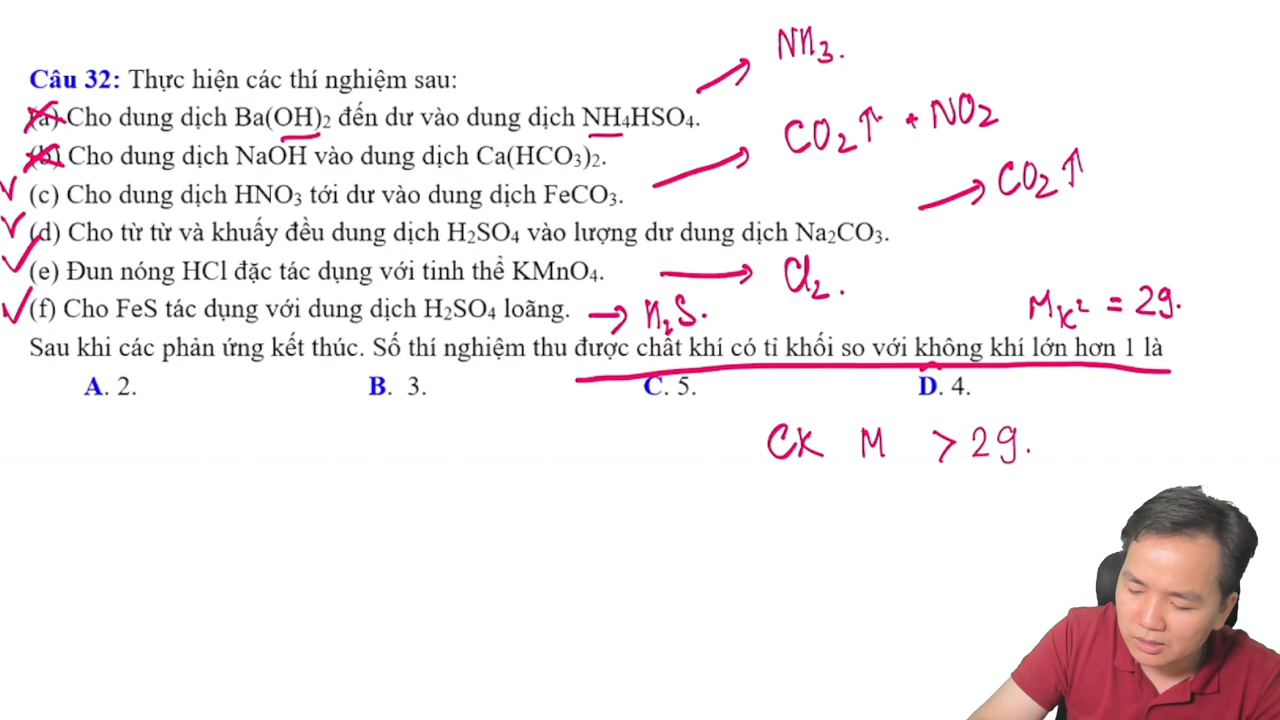 NH3.
Câu 32: Thực hiện các thí nghiệm sau:
(a) Cho dung dịch Ba(OH)2 đến dư vào dung dịch NH4HSO4.
CO2↑ + NO2
(b) Cho dung dịch NaOH vào dung dịch Ca(HCO3)2.
CO2↑
(c) Cho dung dịch HNO3 tới dư vào dung dịch FeCO3.
(d) Cho từ từ và khuấy đều dung dịch H2SO4 vào lượng dư dung dịch Na2CO3.
(e) Đun nóng HCl đặc tác dụng với tinh thể KMnO4. → Cl2.
(f) Cho FeS tác dụng với dung dịch H2SO4 loãng. → H2S. MK2 = 29.
Sau khi các phản ứng kết thúc. Số thí nghiệm thu được chất khí có tỉ khối so với không khí lớn hơn 1 là
A. 2. B. 3. C. 5. D. 4.
CK M > 29.